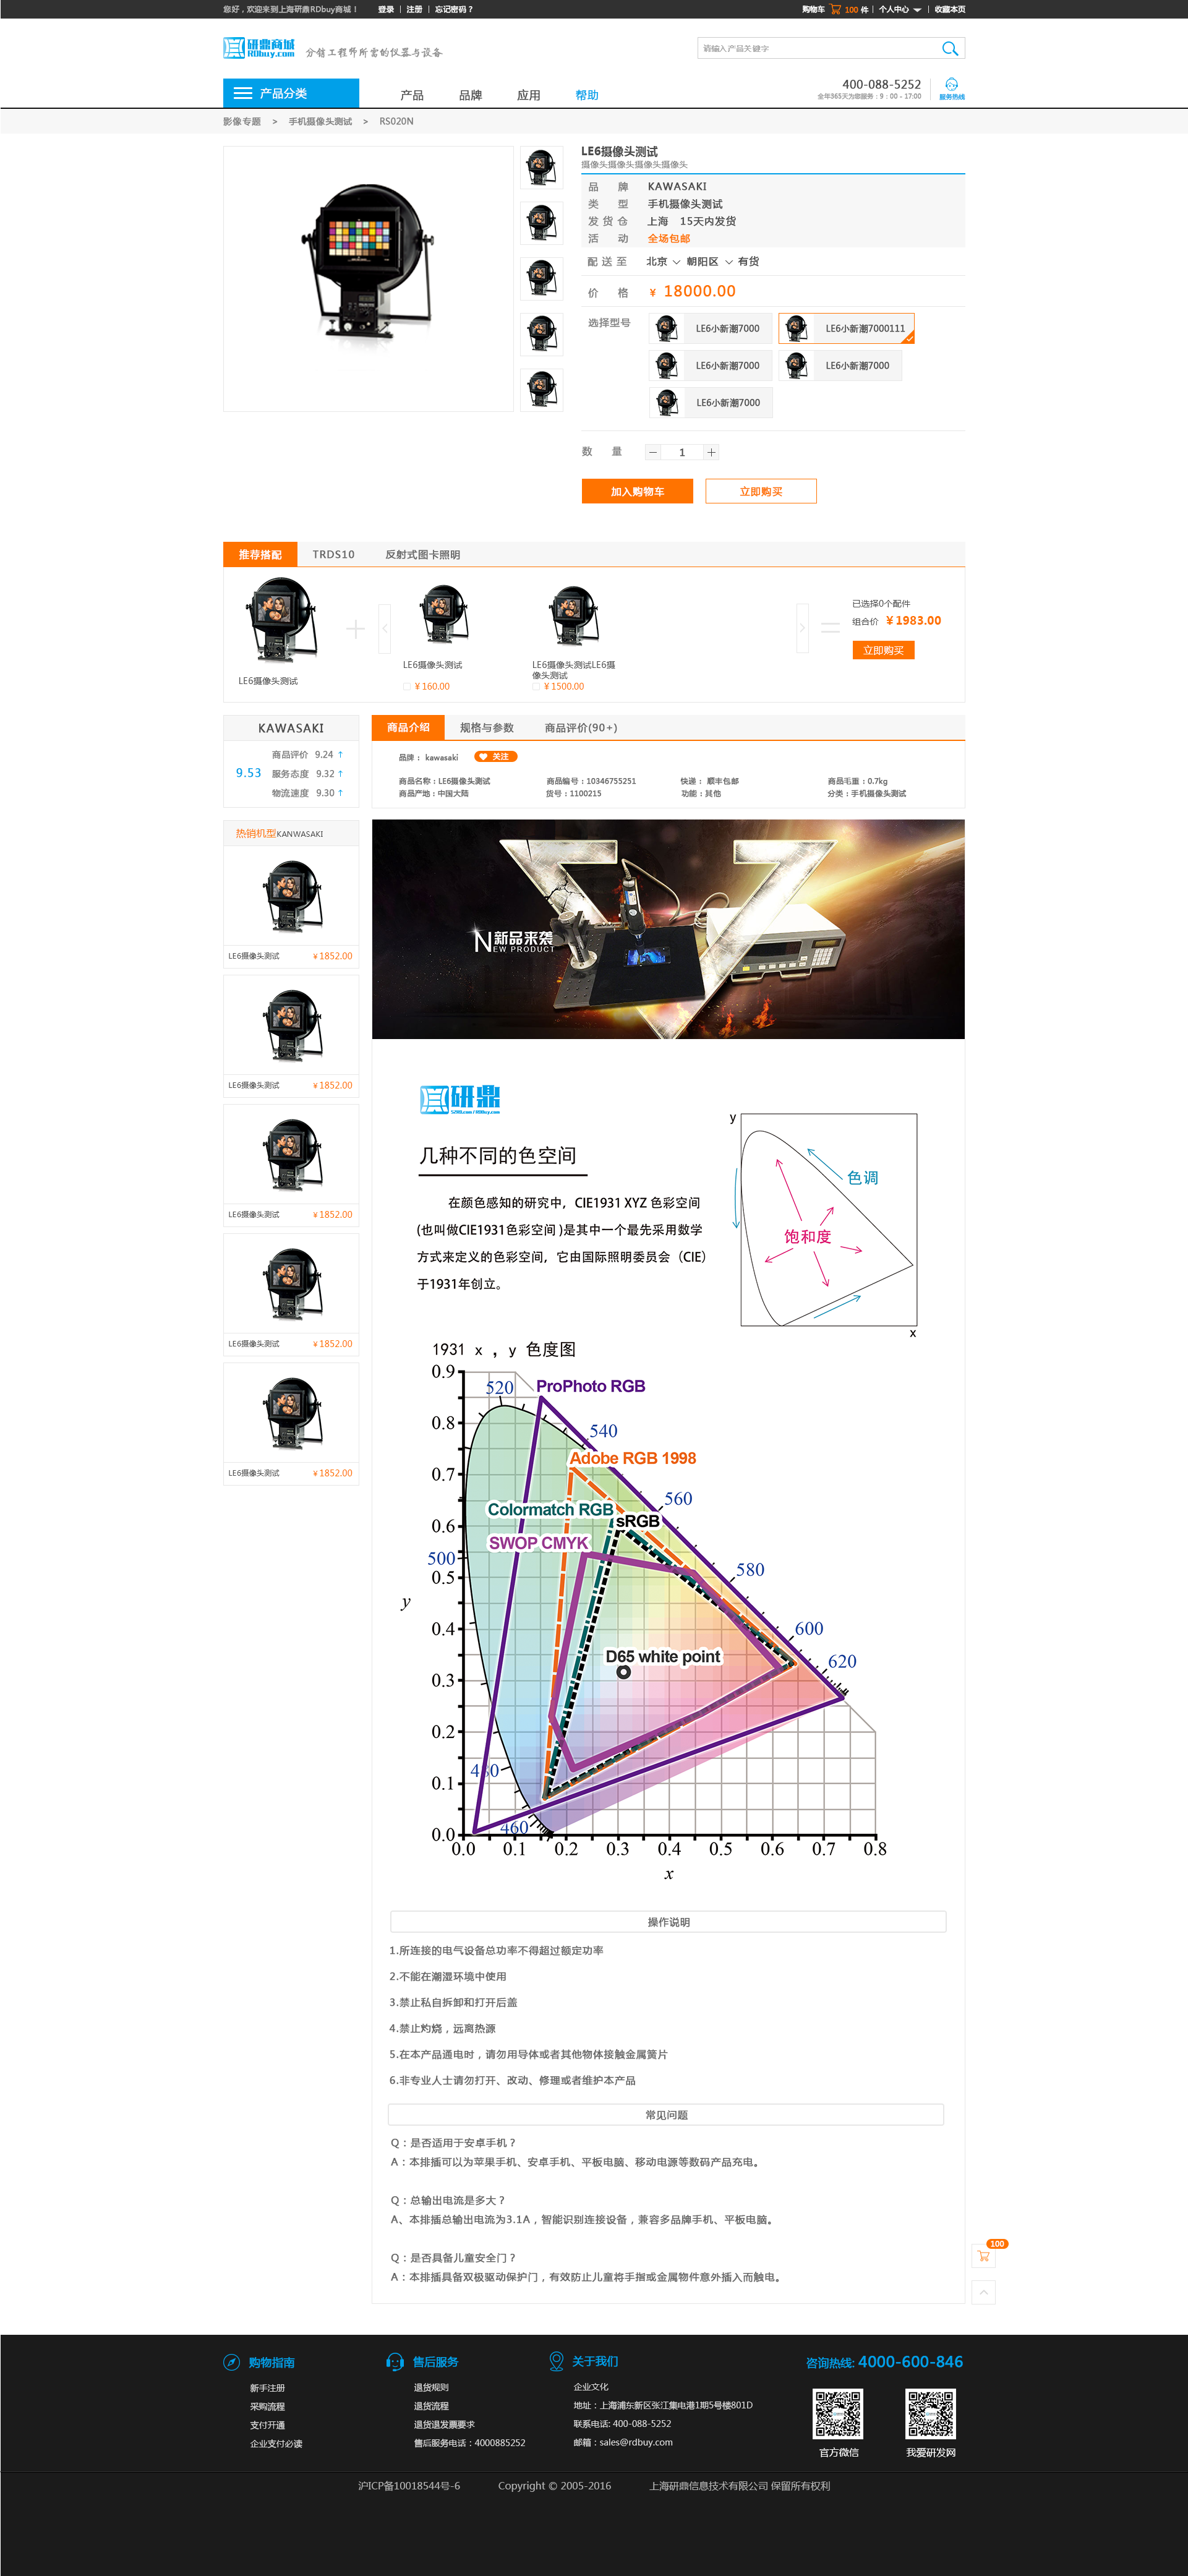 您好，欢迎来到上海研鼎RDbuy商城！ 登录 | 注册 | 忘记密码？ 购物车 100 件 | 个人中心 | 收藏本页
研鼎商城
RDbuy.com
分销工程师所需的仪器与设备
请输入产品关键字
产品分类 产品 品牌 应用 帮助
400-088-5252
全年365天为您服务：9：00 - 17:00
服务热线
影像专题 > 手机摄像头测试 > RS020N
LE6摄像头测试
摄像头摄像头摄像头摄像头
品 牌 KAWASAKI
类 型 手机摄像头测试
发 货 仓 上海 15天内发货
活 动 全场包邮
配 送 至 北京 朝阳区 有货
价 格 ¥ 18000.00
选择型号
LE6小新潮7000 LE6小新潮7000111
LE6小新潮7000 LE6小新潮7000
LE6小新潮7000
数 量 1
加入购物车 立即购买
推荐搭配 TRDS10 反射式图卡照明
LE6摄像头测试
LE6摄像头测试
¥ 160.00
LE6摄像头测试LE6摄
像头测试
¥ 1500.00
已选择0个配件
组合价 ¥ 1983.00
立即购买
KAWASAKI
9.53
商品评价 9.24 ↑
服务态度 9.32 ↑
物流速度 9.30 ↑
热销机型KANWASAKI
LE6摄像头测试 ¥ 1852.00
LE6摄像头测试 ¥ 1852.00
LE6摄像头测试 ¥ 1852.00
LE6摄像头测试 ¥ 1852.00
LE6摄像头测试 ¥ 1852.00
商品介绍 规格与参数 商品评价(90+)
品牌： kawasaki 关注
商品名称：LE6摄像头测试 商品编号：10346755251 快递： 顺丰包邮 商品毛重：0.7kg
商品产地：中国大陆 货号：1100215 功能：其他 分类：手机摄像头测试
新品来袭
NEW PRODUCT
研鼎
几种不同的色空间
在颜色感知的研究中，CIE1931 XYZ 色彩空间
(也叫做CIE1931色彩空间 )是其中一个最先采用数学
方式来定义的色彩空间，它由国际照明委员会（CIE）
于1931年创立。
y
色调
饱和度
x
1931 x ，y 色度图
0.9
0.8
0.7
0.6
0.5
0.4
0.3
0.2
0.1
0.0
y
520
540
560
580
600
620
500
460
ProPhoto RGB
Adobe RGB 1998
Colormatch RGB
sRGB
SWOP CMYK
D65 white point
0.0 0.1 0.2 0.3 0.4 0.5 0.6 0.7 0.8
x
操作说明
1.所连接的电气设备总功率不得超过额定功率
2.不能在潮湿环境中使用
3.禁止私自拆卸和打开后盖
4.禁止灼烧，远离热源
5.在本产品通电时，请勿用导体或者其他物体接触金属簧片
6.非专业人士请勿打开、改动、修理或者维护本产品
常见问题
Q：是否适用于安卓手机？
A：本排插可以为苹果手机、安卓手机、平板电脑、移动电源等数码产品充电。
Q：总输出电流是多大？
A、本排插总输出电流为3.1A，智能识别连接设备，兼容多品牌手机、平板电脑。
Q：是否具备儿童安全门？
A：本排插具备双极驱动保护门，有效防止儿童将手指或金属物件意外插入而触电。
100
购物指南
新手注册
采购流程
支付开通
企业支付必读
售后服务
退货规则
退货流程
退货退发票要求
售后服务电话：4000885252
关于我们
企业文化
地址：上海浦东新区张江集电港1期5号楼801D
联系电话: 400-088-5252
邮箱：sales@rdbuy.com
咨询热线: 4000-600-846
官方微信 我爱研发网
沪ICP备10018544号-6 Copyright © 2005-2016 上海研鼎信息技术有限公司 保留所有权利